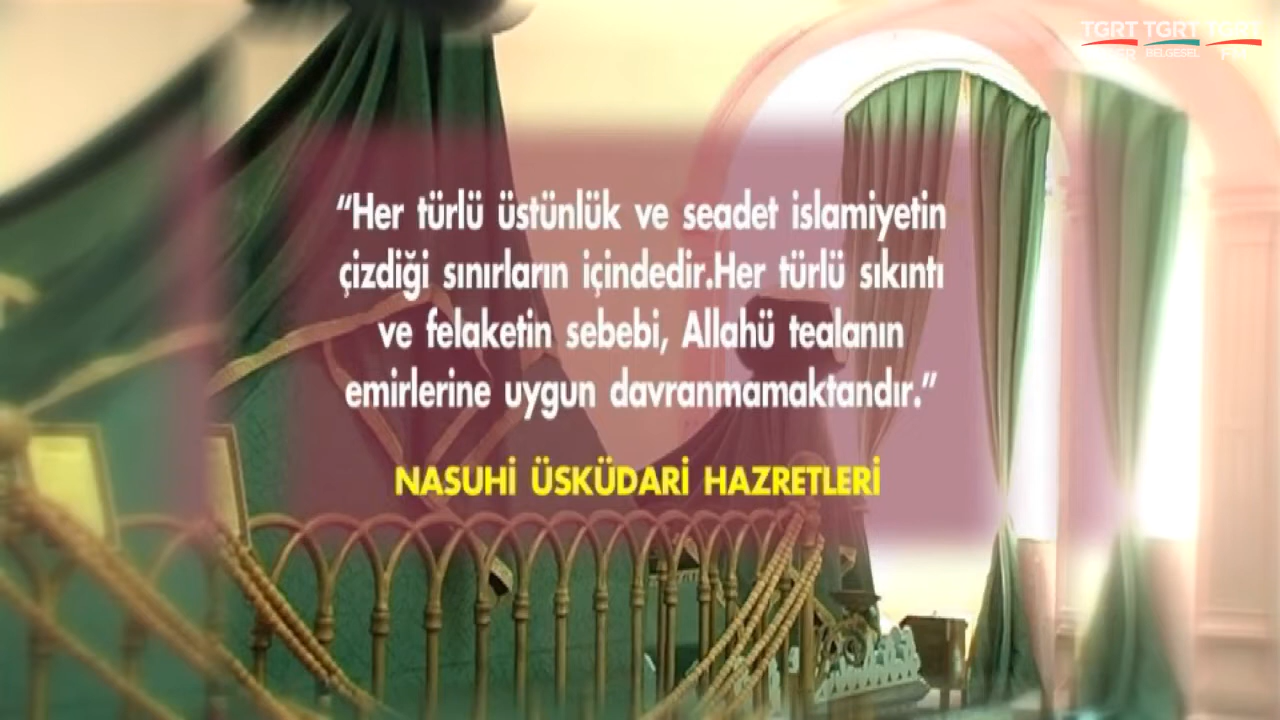 TGRT TGRT TGRT
BELGESEL
“Her türlü üstünlük ve seadet islamiyetin
çizdiği sınırların içindedir.Her türlü sıkıntı
ve felaketin sebebi, Allahü tealanın
emirlerine uygun davranmamaktandır.”
NASUHİ ÜSKÜDARİ HAZRETLERİ